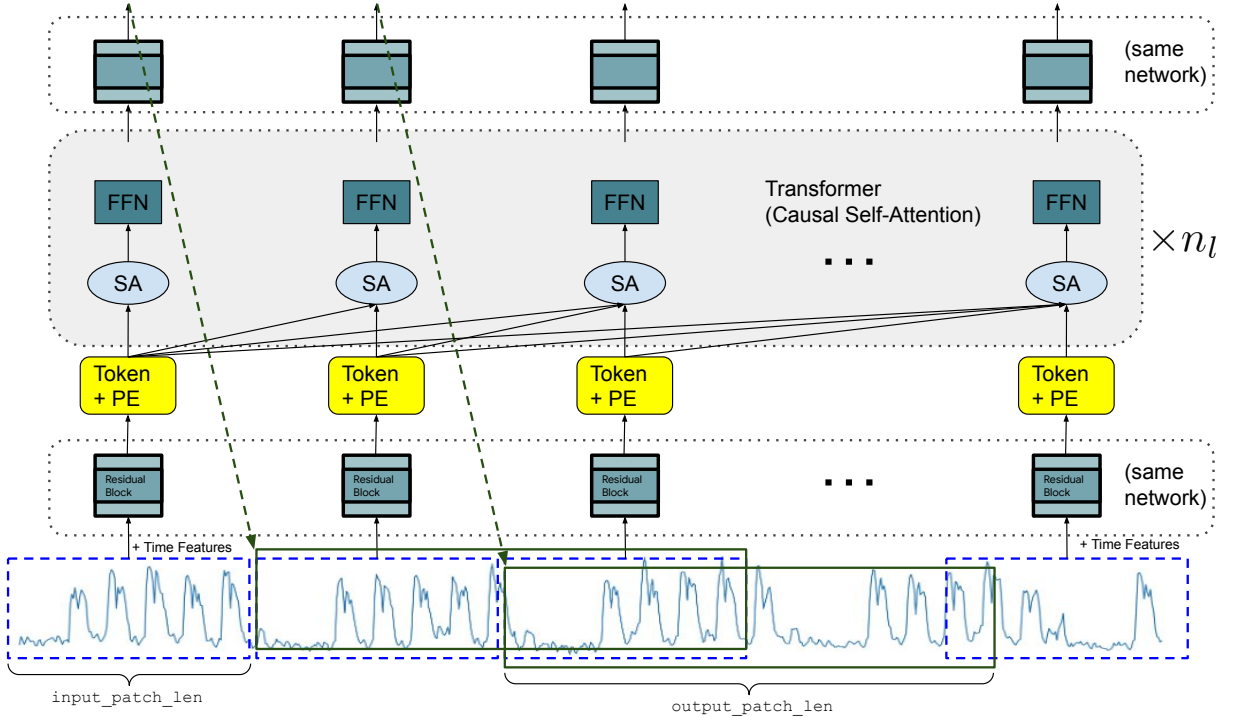 (same
network)
FFN
FFN
FFN
Transformer
(Causal Self-Attention)
FFN
× n_l
SA
SA
SA
...
SA
Token
+ PE
Token
+ PE
Token
+ PE
Token
+ PE
Residual
Block
Residual
Block
Residual
Block
...
Residual
Block
(same
network)
+ Time Features
+ Time Features
input_patch_len
output_patch_len